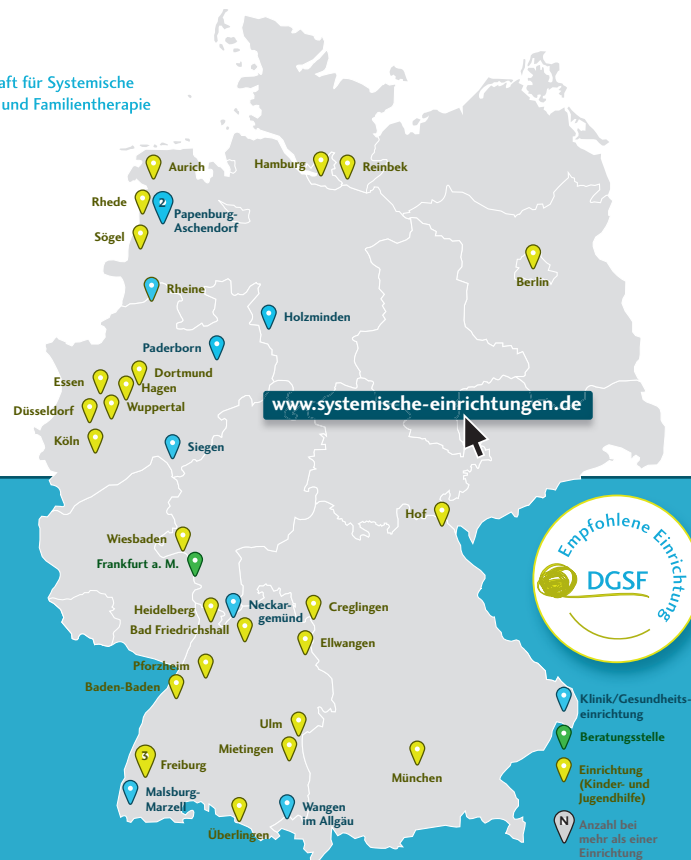 aft für Systemische
und Familientherapie
Aurich
Hamburg
Reinbek
Rhede
2
Papenburg-
Aschendorf
Sögel
Berlin
Rheine
Holzminden
Paderborn
Dortmund
Essen
Hagen
Düsseldorf
Wuppertal
www.systemische-einrichtungen.de
Köln
Siegen
Hof
Wiesbaden
Frankfurt a. M.
Empfohlene Einrichtung
DGSF
Heidelberg
Neckar-
gemünd
Creglingen
Bad Friedrichshall
Ellwangen
Pforzheim
Baden-Baden
Ulm
Mietingen
3
Freiburg
München
Malsburg-
Marzell
Wangen
im Allgäu
Überlingen
Klinik/Gesundheits-
einrichtung
Beratungsstelle
Einrichtung
(Kinder- und
Jugendhilfe)
N
Anzahl bei
mehr als einer
Einrichtung